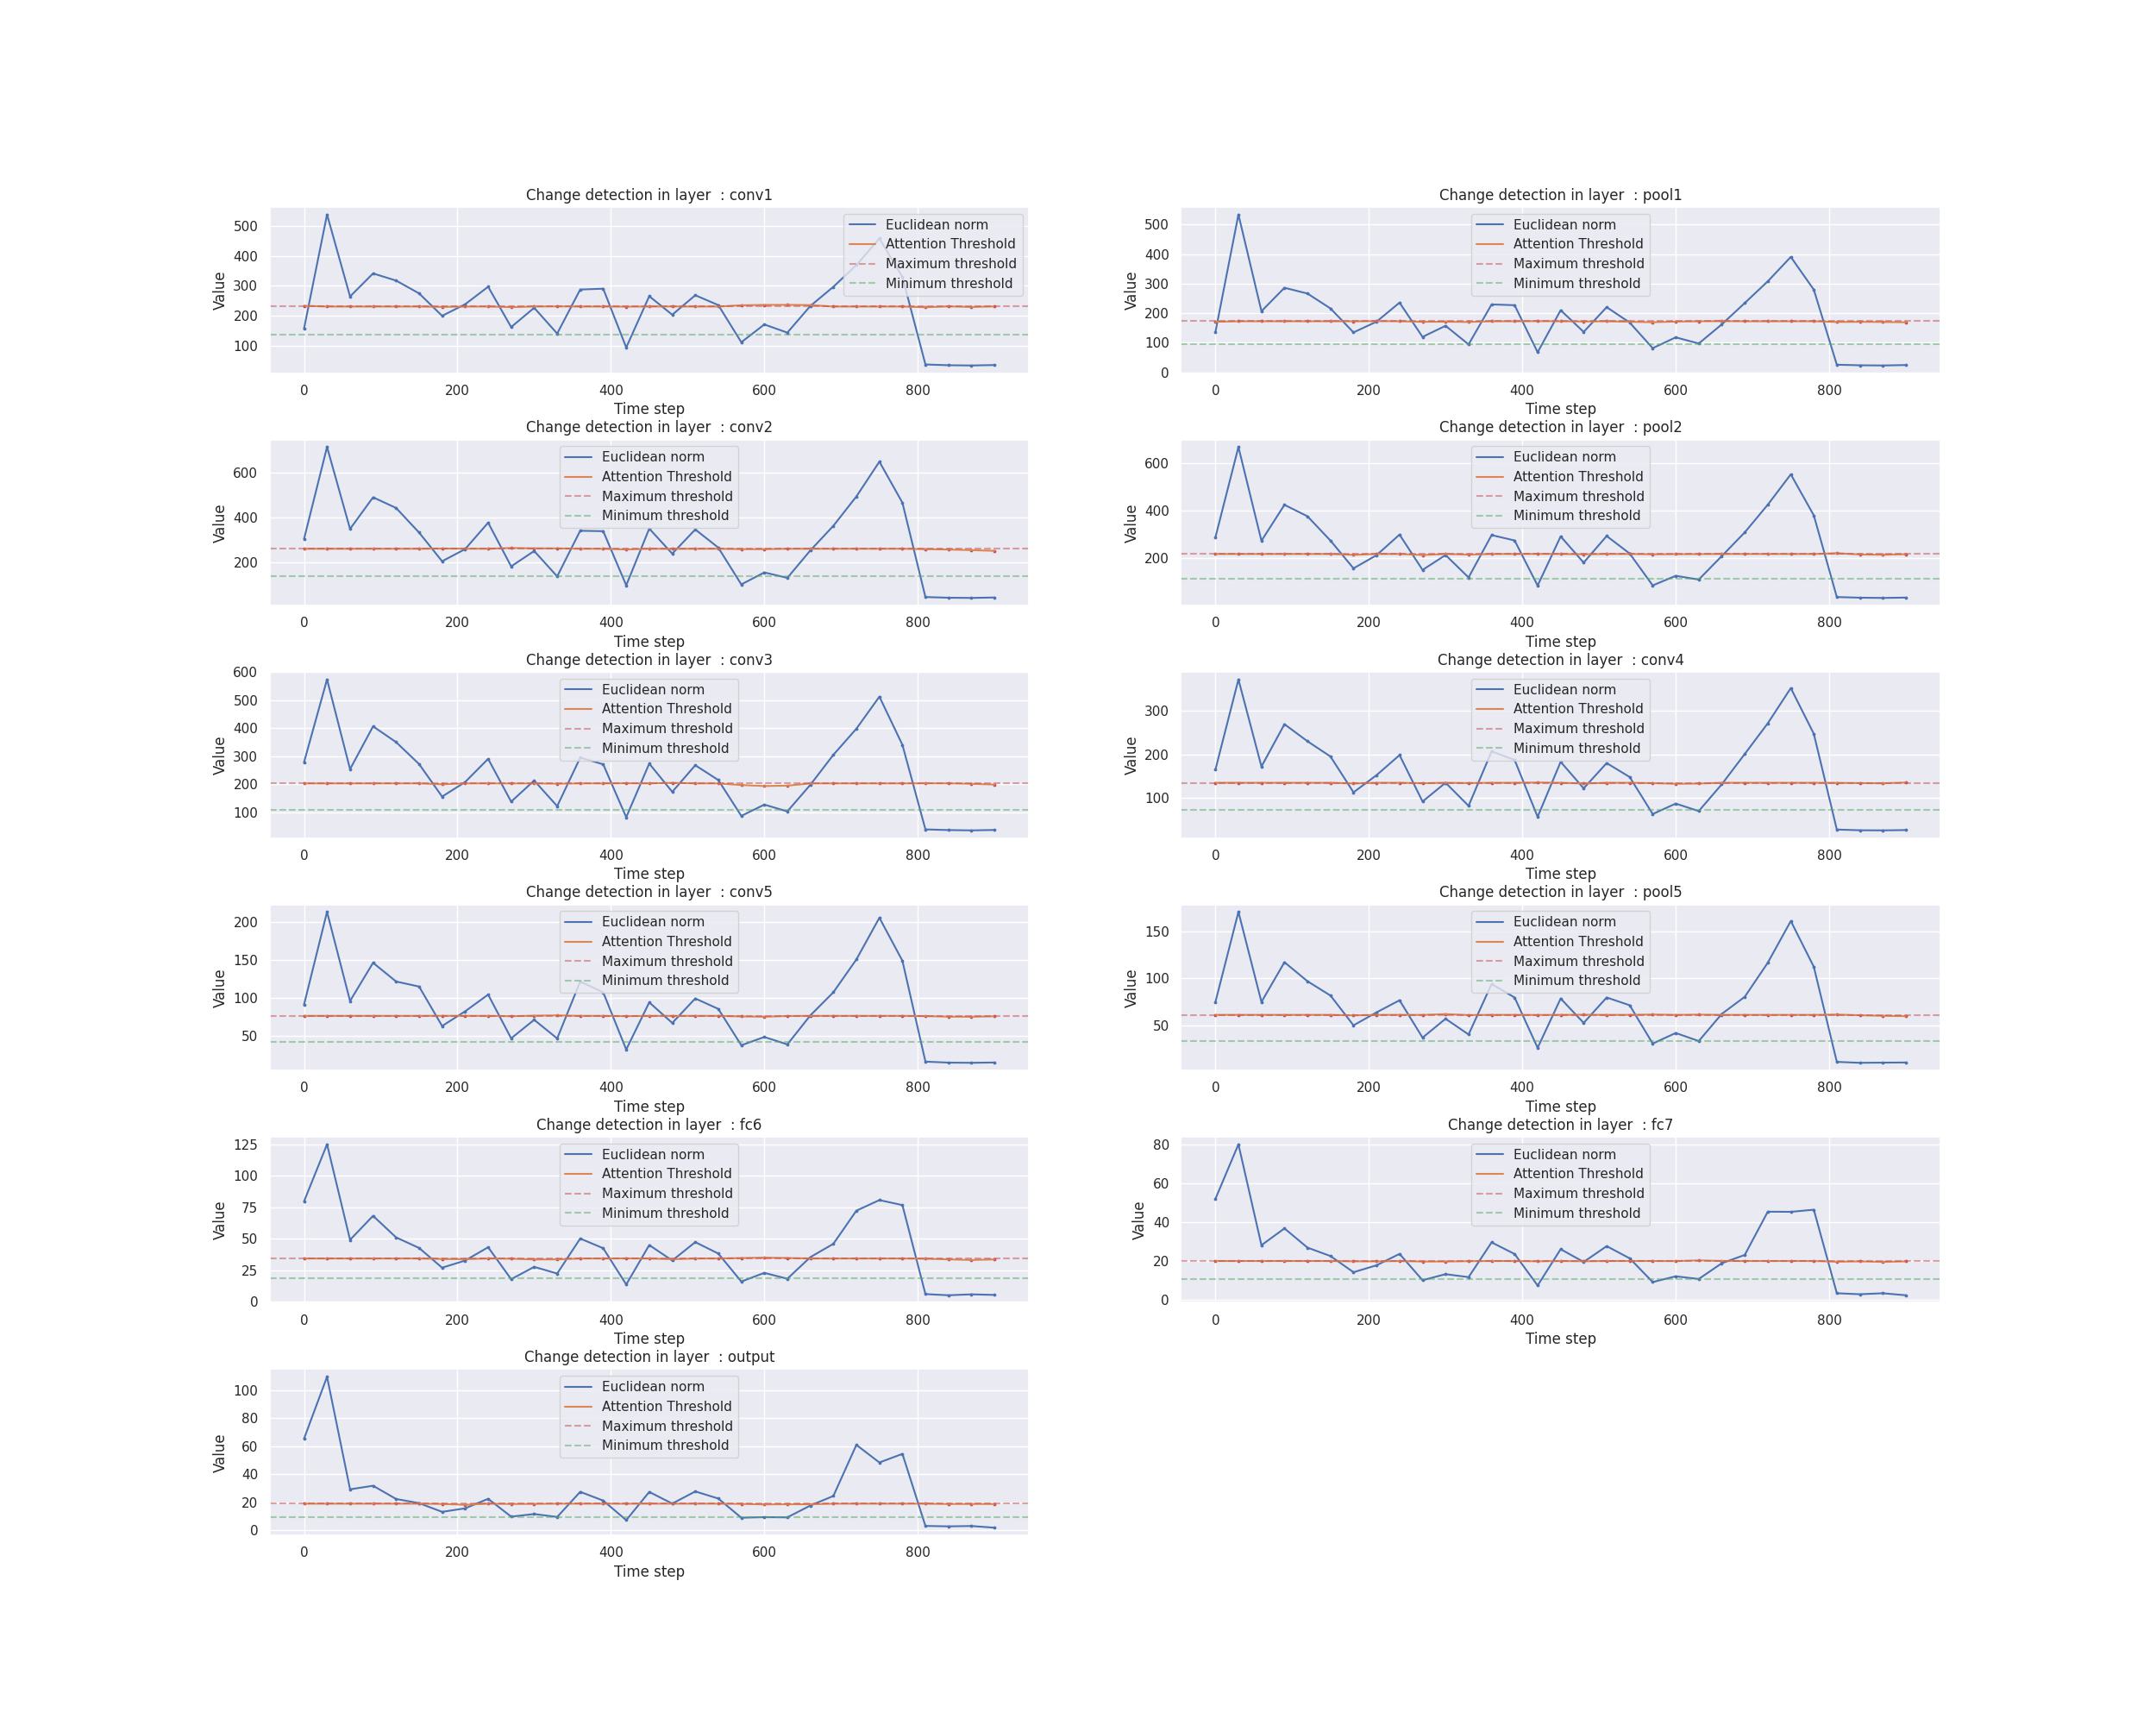 Change detection in layer  : conv1
500
400
300
200
100
Value
Euclidean norm
Attention Threshold
Maximum threshold
Minimum threshold
0 200 400 600 800
Time step
Change detection in layer  : pool1
500
400
300
200
100
0
Value
Euclidean norm
Attention Threshold
Maximum threshold
Minimum threshold
0 200 400 600 800
Time step
Change detection in layer  : conv2
600
400
200
Value
Euclidean norm
Attention Threshold
Maximum threshold
Minimum threshold
0 200 400 600 800
Time step
Change detection in layer  : pool2
600
400
200
Value
Euclidean norm
Attention Threshold
Maximum threshold
Minimum threshold
0 200 400 600 800
Time step
Change detection in layer  : conv3
600
500
400
300
200
100
Value
Euclidean norm
Attention Threshold
Maximum threshold
Minimum threshold
0 200 400 600 800
Time step
Change detection in layer  : conv4
300
200
100
Value
Euclidean norm
Attention Threshold
Maximum threshold
Minimum threshold
0 200 400 600 800
Time step
Change detection in layer  : conv5
200
150
100
50
Value
Euclidean norm
Attention Threshold
Maximum threshold
Minimum threshold
0 200 400 600 800
Time step
Change detection in layer  : pool5
150
100
50
Value
Euclidean norm
Attention Threshold
Maximum threshold
Minimum threshold
0 200 400 600 800
Time step
Change detection in layer  : fc6
125
100
75
50
25
0
Value
Euclidean norm
Attention Threshold
Maximum threshold
Minimum threshold
0 200 400 600 800
Time step
Change detection in layer  : fc7
80
60
40
20
0
Value
Euclidean norm
Attention Threshold
Maximum threshold
Minimum threshold
0 200 400 600 800
Time step
Change detection in layer  : output
100
80
60
40
20
0
Value
Euclidean norm
Attention Threshold
Maximum threshold
Minimum threshold
0 200 400 600 800
Time step